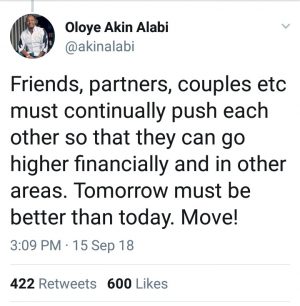 Oloye Akin Alabi
@akinalabi
Friends, partners, couples etc
must continually push each
other so that they can go
higher financially and in other
areas. Tomorrow must be
better than today. Move!
3:09 PM · 15 Sep 18
422 Retweets 600 Likes